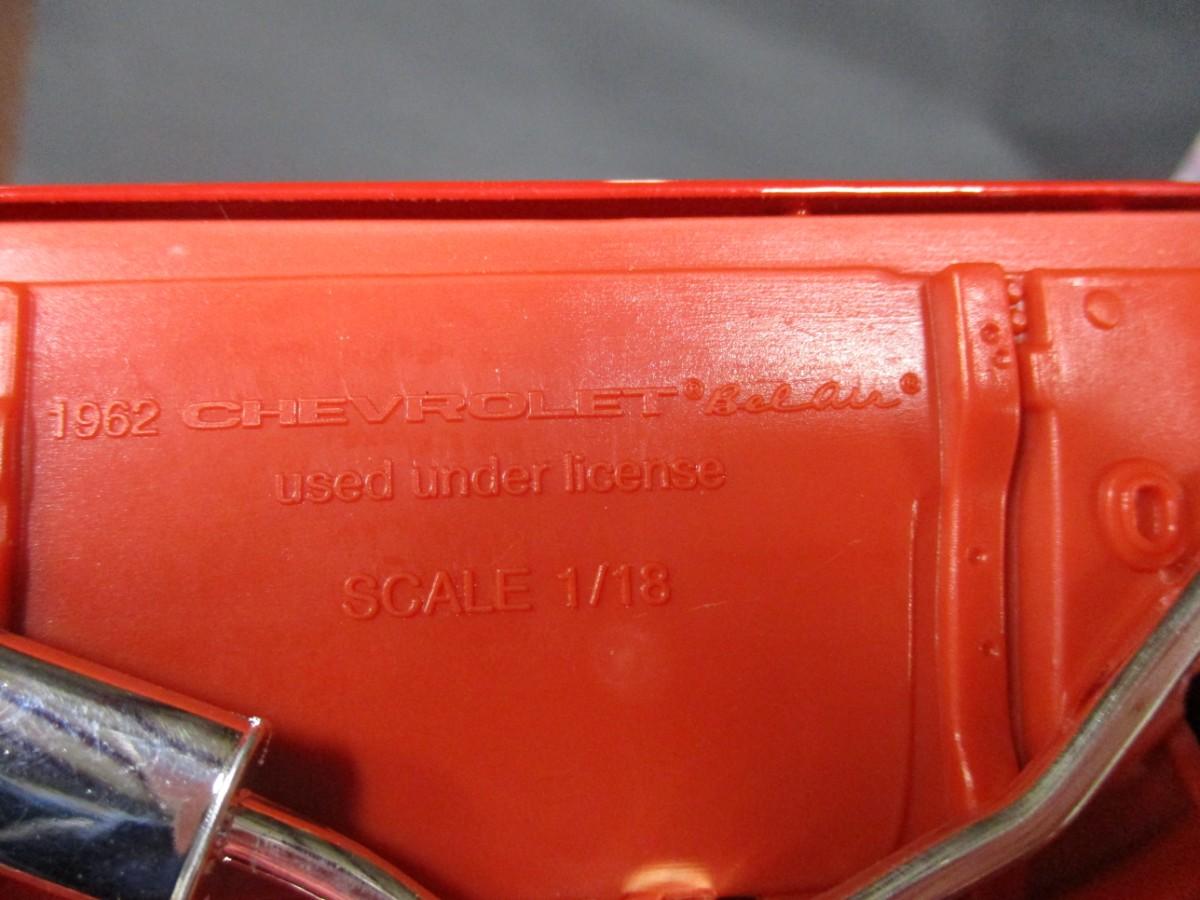 1962 CHEVROLET® Bel Air®
used under license
SCALE 1/18